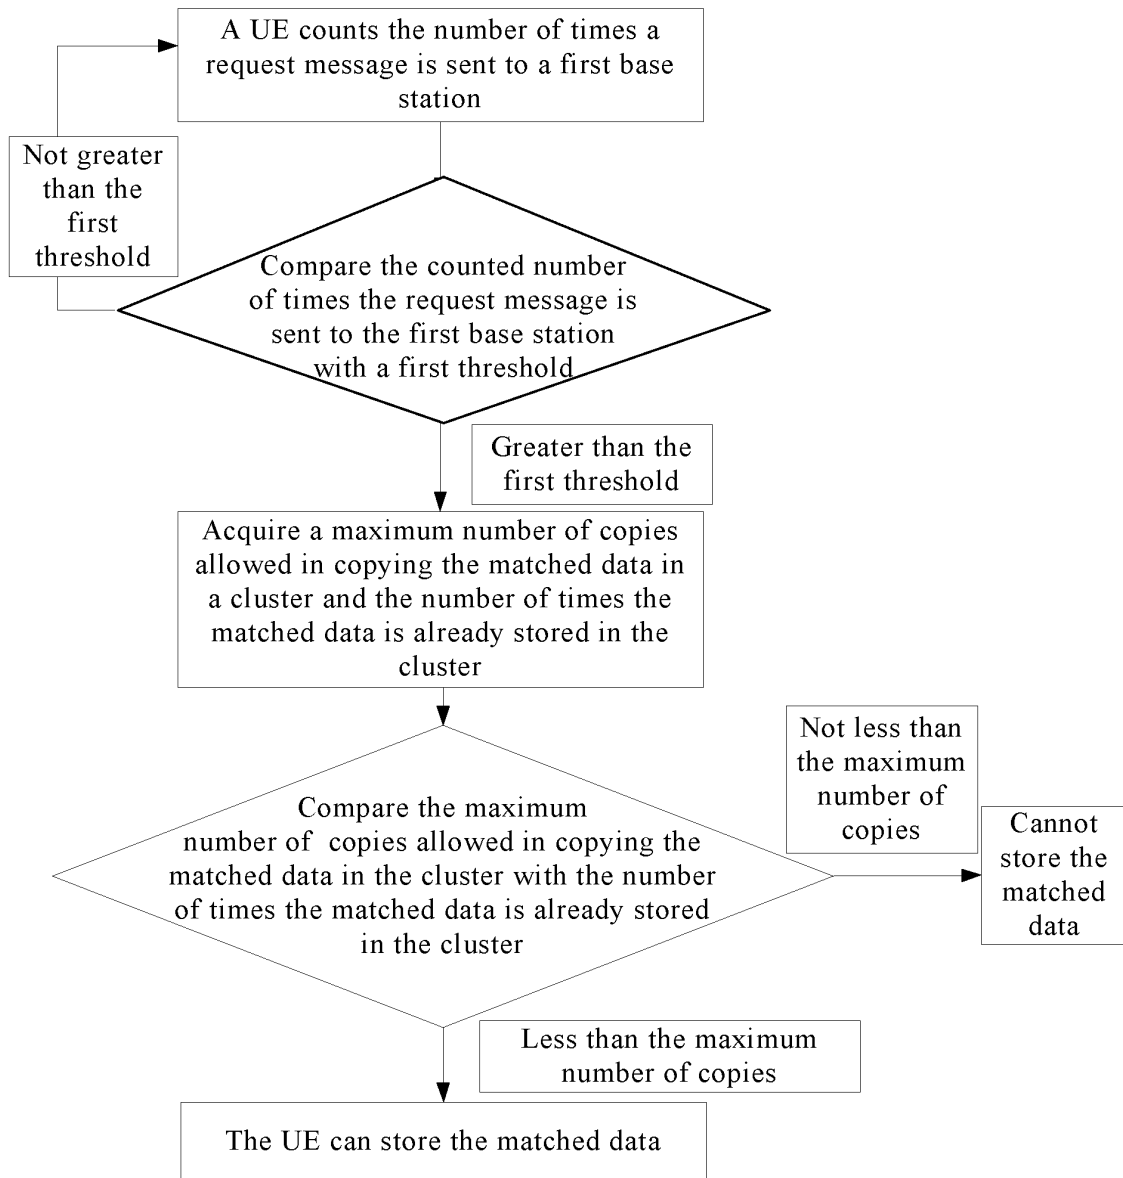 A UE counts the number of times a
request message is sent to a first base
station
Not greater
than the
first
threshold
Compare the counted number
of times the request message is
sent to the first base station
with a first threshold
Greater than the
first threshold
Acquire a maximum number of copies
allowed in copying the matched data in
a cluster and the number of times the
matched data is already stored in the
cluster
Not less than
the maximum
number of
copies
Compare the maximum
number of  copies allowed in copying the
matched data in the cluster with the number
of times the matched data is already stored
in the cluster
Cannot
store the
matched
data
Less than the maximum
number of copies
The UE can store the matched data